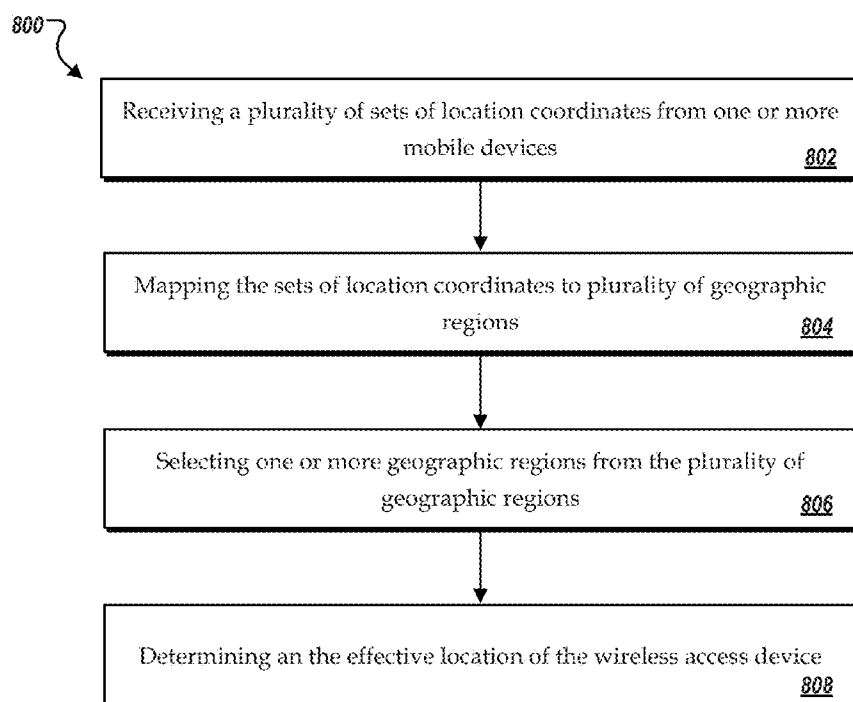 800
Receiving a plurality of sets of location coordinates from one or more
mobile devices
802
Mapping the sets of location coordinates to plurality of geographic
regions
804
Selecting one or more geographic regions from the plurality of
geographic regions
806
Determining an the effective location of the wireless access device
808